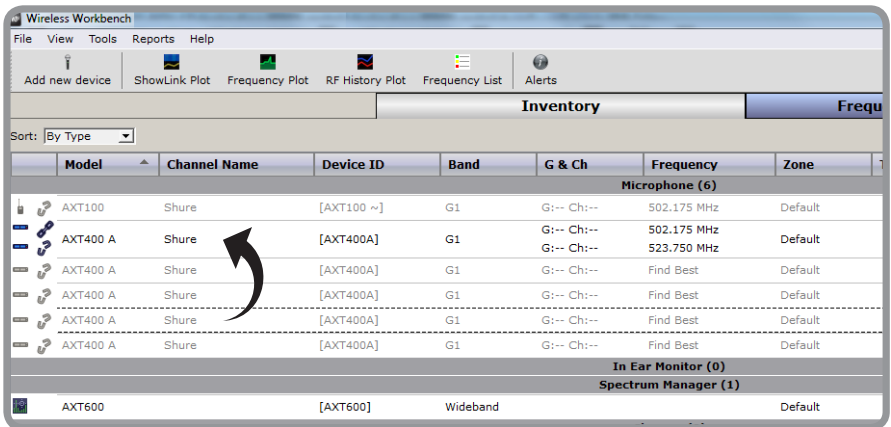 Wireless Workbench
File View Tools Reports Help
Add new device ShowLink Plot Frequency Plot RF History Plot Frequency List Alerts
Inventory Frequ
Sort: By Type
Model Channel Name Device ID Band G & Ch Frequency Zone
Microphone (6)
AXT100 Shure [AXT100 ~] G1 G:-- Ch:-- 502.175 MHz Default
G:-- Ch:-- 502.175 MHz
AXT400 A Shure [AXT400A] G1 Default
G:-- Ch:-- 523.750 MHz
AXT400 A Shure [AXT400A] G1 G:-- Ch:-- Find Best Default
AXT400 A Shure [AXT400A] G1 G:-- Ch:-- Find Best Default
AXT400 A Shure [AXT400A] G1 G:-- Ch:-- Find Best Default
AXT400 A Shure [AXT400A] G1 G:-- Ch:-- Find Best Default
In Ear Monitor (0)
Spectrum Manager (1)
AXT600 [AXT600] Wideband Default